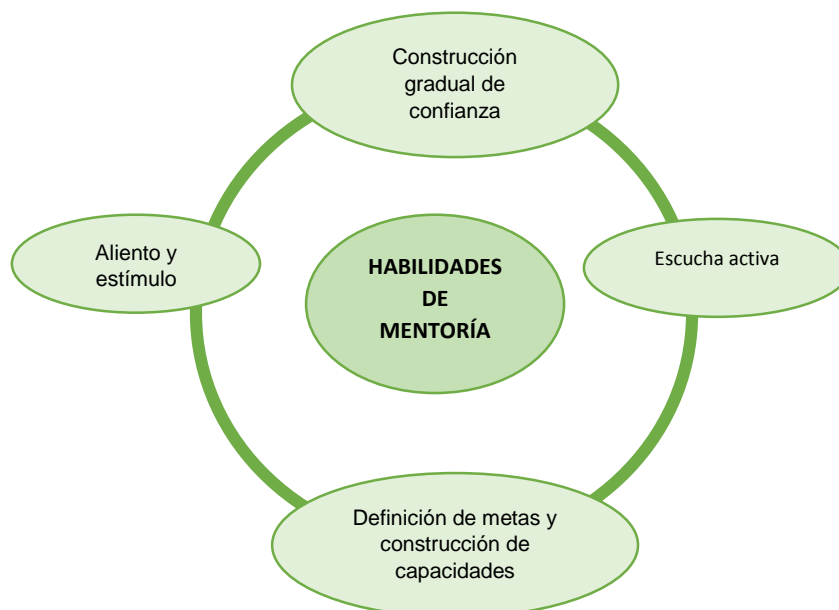 Construcción
gradual de
confianza
Aliento y
estímulo
HABILIDADES
DE
MENTORÍA
Escucha activa
Definición de metas y
construcción de
capacidades